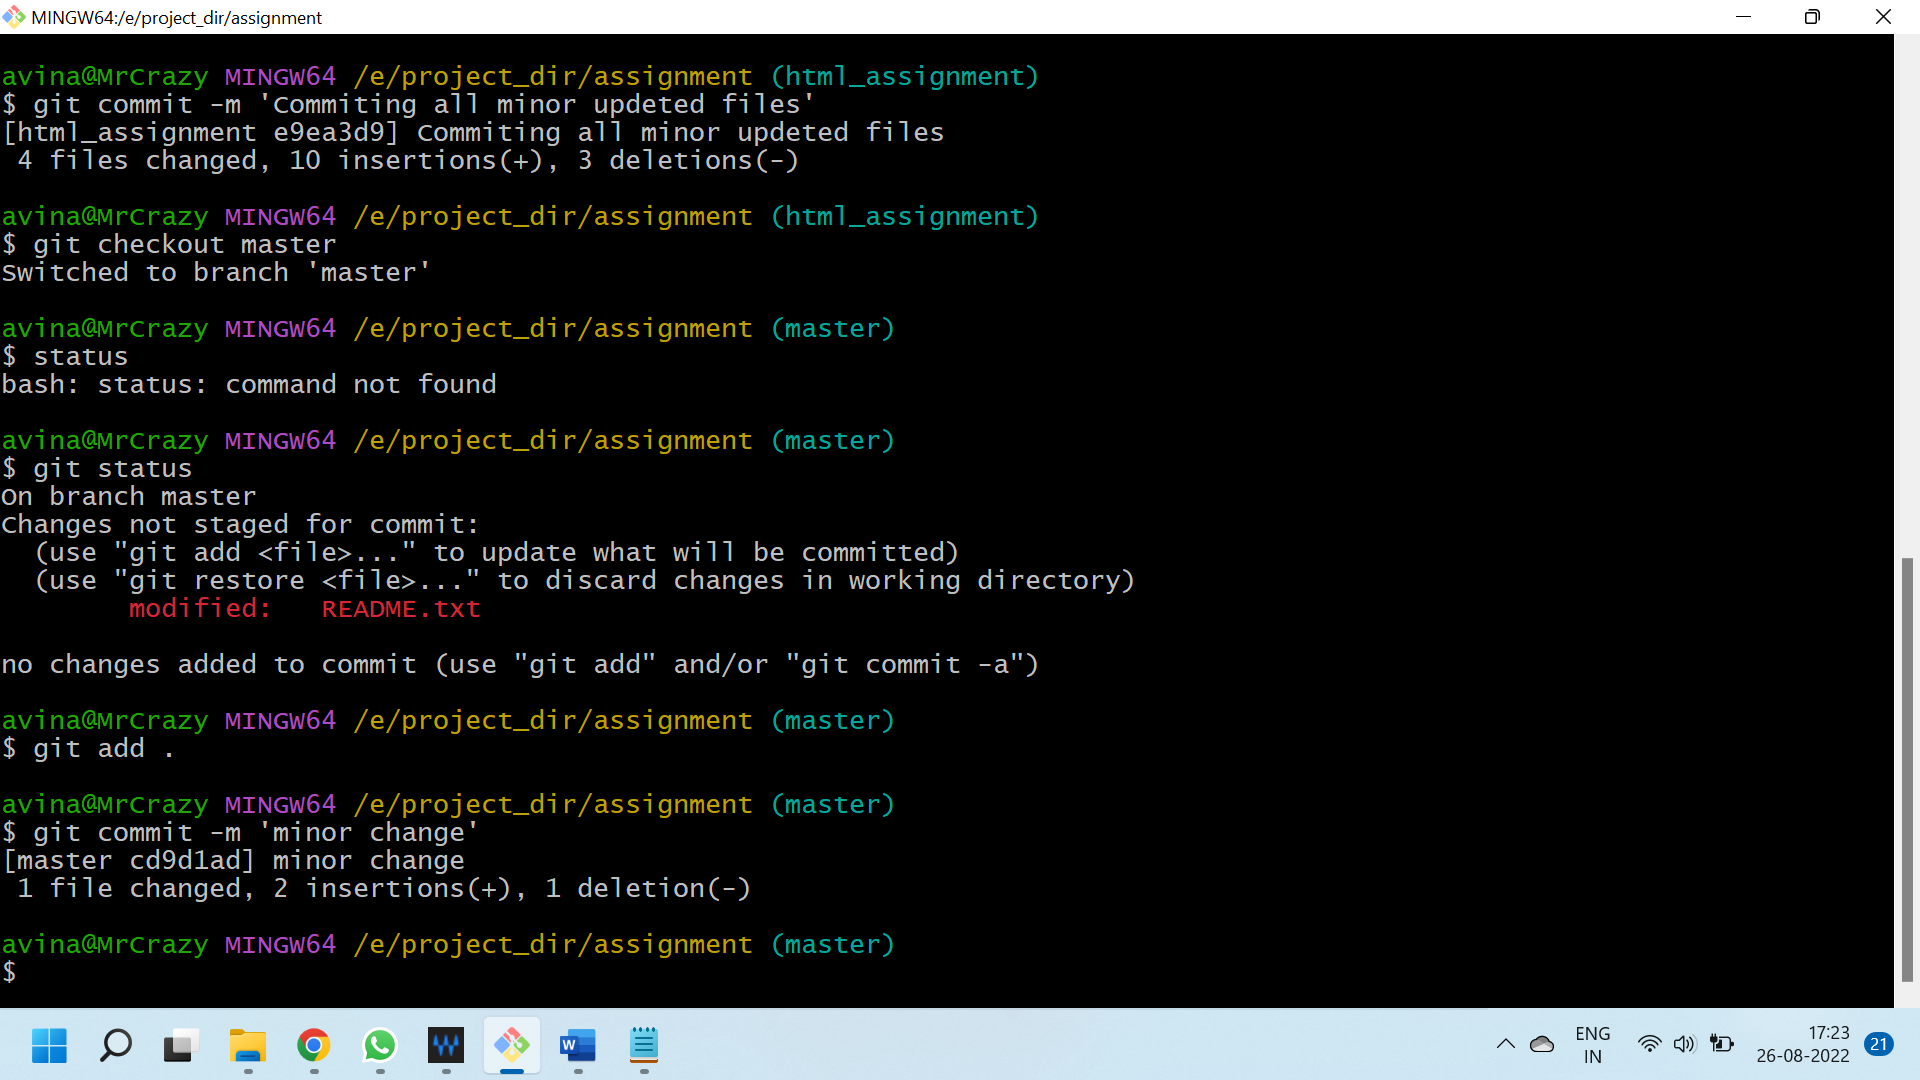 MINGW64:/e/project_dir/assignment
avina@MrCrazy MINGW64 /e/project_dir/assignment (html_assignment)
$ git commit -m 'Commiting all minor updeted files'
[html_assignment e9ea3d9] Commiting all minor updeted files
 4 files changed, 10 insertions(+), 3 deletions(-)
avina@MrCrazy MINGW64 /e/project_dir/assignment (html_assignment)
$ git checkout master
Switched to branch 'master'
avina@MrCrazy MINGW64 /e/project_dir/assignment (master)
$ status
bash: status: command not found
avina@MrCrazy MINGW64 /e/project_dir/assignment (master)
$ git status
On branch master
Changes not staged for commit:
  (use "git add <file>..." to update what will be committed)
  (use "git restore <file>..." to discard changes in working directory)
        modified:   README.txt
no changes added to commit (use "git add" and/or "git commit -a")
avina@MrCrazy MINGW64 /e/project_dir/assignment (master)
$ git add .
avina@MrCrazy MINGW64 /e/project_dir/assignment (master)
$ git commit -m 'minor change'
[master cd9d1ad] minor change
 1 file changed, 2 insertions(+), 1 deletion(-)
avina@MrCrazy MINGW64 /e/project_dir/assignment (master)
$
W
ENG
IN
17:23
26-08-2022
21